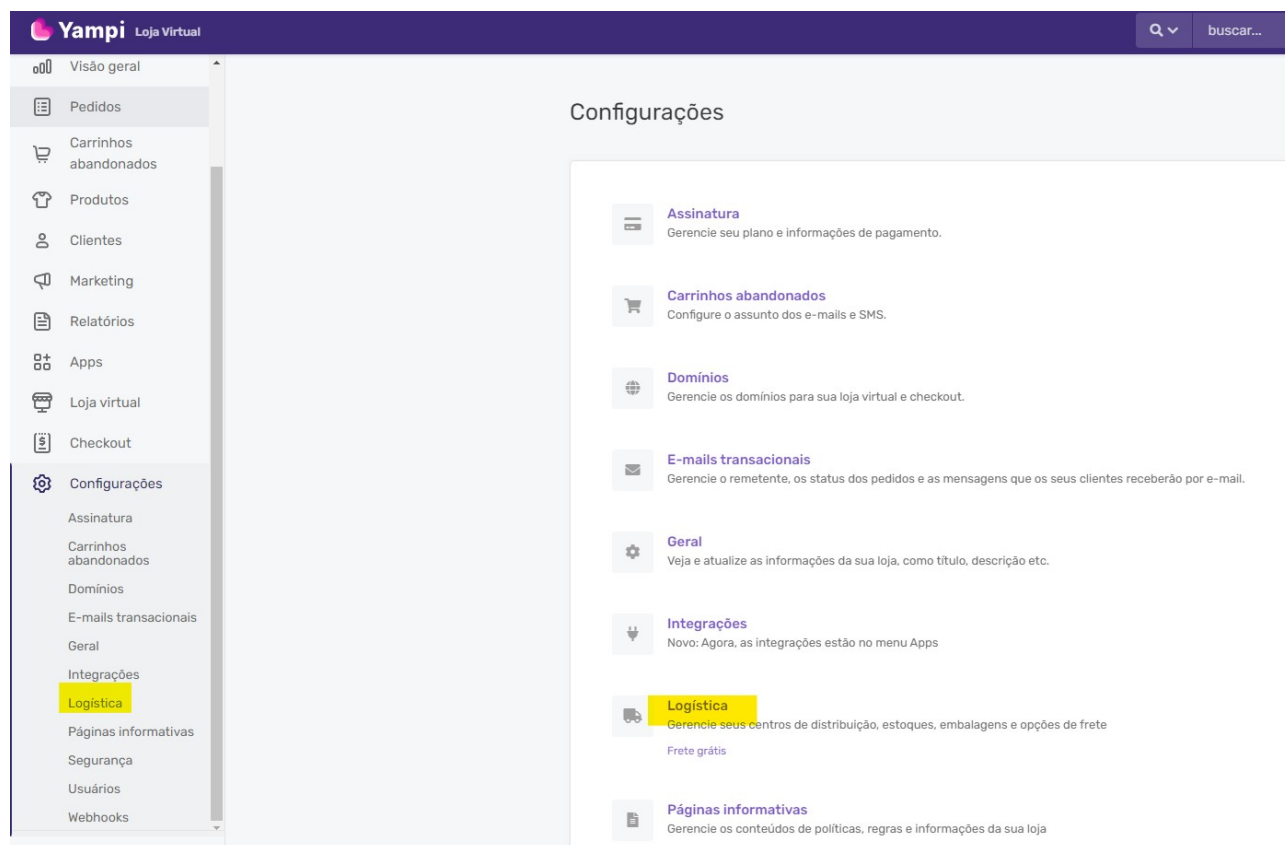 Yampi Loja Virtual
buscar...
Visão geral
Pedidos
Carrinhos
abandonados
Produtos
Clientes
Marketing
Relatórios
Apps
Loja virtual
Checkout
Configurações
Assinatura
Carrinhos
abandonados
Domínios
E-mails transacionais
Geral
Integrações
Logística
Páginas informativas
Segurança
Usuários
Webhooks
Configurações
Assinatura
Gerencie seu plano e informações de pagamento.
Carrinhos abandonados
Configure o assunto dos e-mails e SMS.
Domínios
Gerencie os domínios para sua loja virtual e checkout.
E-mails transacionais
Gerencie o remetente, os status dos pedidos e as mensagens que os seus clientes receberão por e-mail.
Geral
Veja e atualize as informações da sua loja, como título, descrição etc.
Integrações
Novo: Agora, as integrações estão no menu Apps
Logística
Gerencie seus centros de distribuição, estoques, embalagens e opções de frete
Frete grátis
Páginas informativas
Gerencie os conteúdos de políticas, regras e informações da sua loja